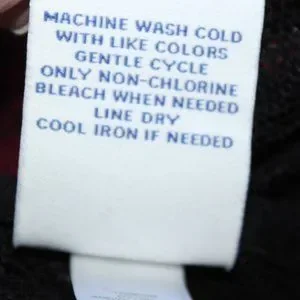 MACHINE WASH COLD
WITH LIKE COLORS
GENTLE CYCLE
ONLY NON-CHLORINE
BLEACH WHEN NEEDED
LINE DRY
COOL IRON IF NEEDED